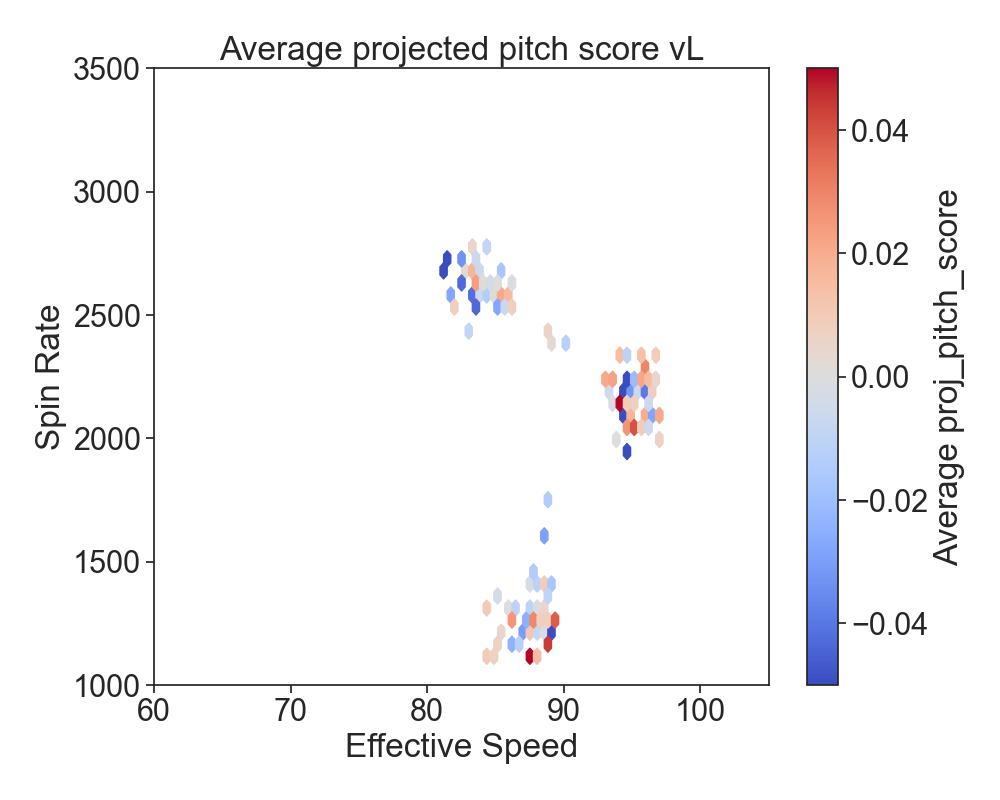 Average projected pitch score vL
3500
3000
2500
2000
1500
1000
Spin Rate
60 70 80 90 100
Effective Speed
0.04
0.02
0.00
−0.02
−0.04
Average proj_pitch_score